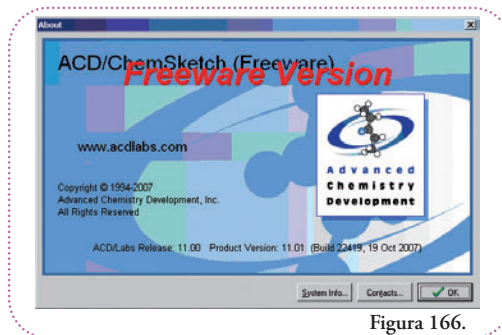 About
ACD/ChemSketch (Freeware)
Freeware Version
www.acdlabs.com
Advanced
Chemistry
Development
Copyright © 1994-2007
Advanced Chemistry Development, Inc.
All Rights Reserved
ACD/Labs Release: 11.00 Product Version: 11.01 (Build 22419, 19 Oct 2007)
System Info... Contacts... OK
Figura 166.